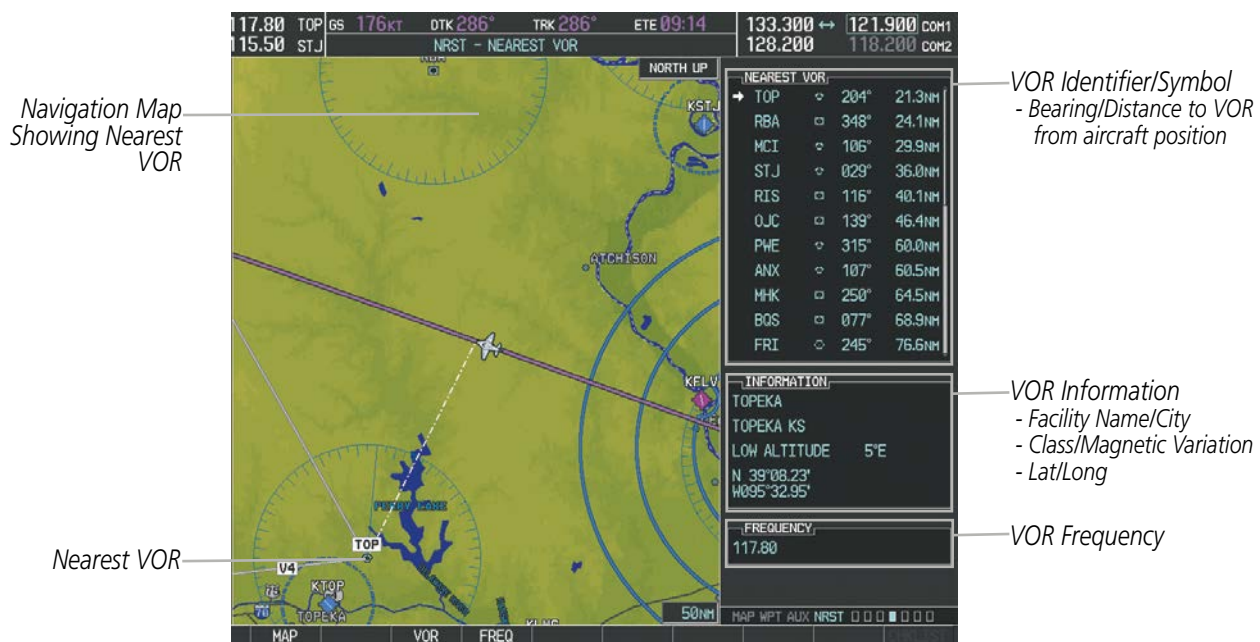 117.80 TOP GS 176KT DTK 286° TRK 286° ETE 09:14 133.300 ↔ 121.900 COM1
115.50 STJ NRST - NEAREST VOR 128.200 118.200 COM2
NORTH UP
RBA
KSTJ
ATCHISON
PERRY LAKE
TOP
V4
KTOP
70
TOPEKA
50NM
NEAREST VOR
TOP 204° 21.3NM
RBA 348° 24.1NM
MCI 106° 29.9NM
STJ 029° 36.0NM
RIS 116° 40.1NM
OJC 139° 46.4NM
PWE 315° 60.0NM
ANX 107° 60.5NM
MHK 250° 64.5NM
BQS 077° 68.9NM
FRI 245° 76.6NM
INFORMATION
TOPEKA
TOPEKA KS
LOW ALTITUDE 5°E
N 39°08.23'
W095°32.95'
FREQUENCY
117.80
MAP WPT AUX NRST
MAP VOR FREQ
Navigation Map
Showing Nearest
VOR
Nearest VOR
VOR Identifier/Symbol
- Bearing/Distance to VOR
from aircraft position
VOR Information
- Facility Name/City
- Class/Magnetic Variation
- Lat/Long
VOR Frequency